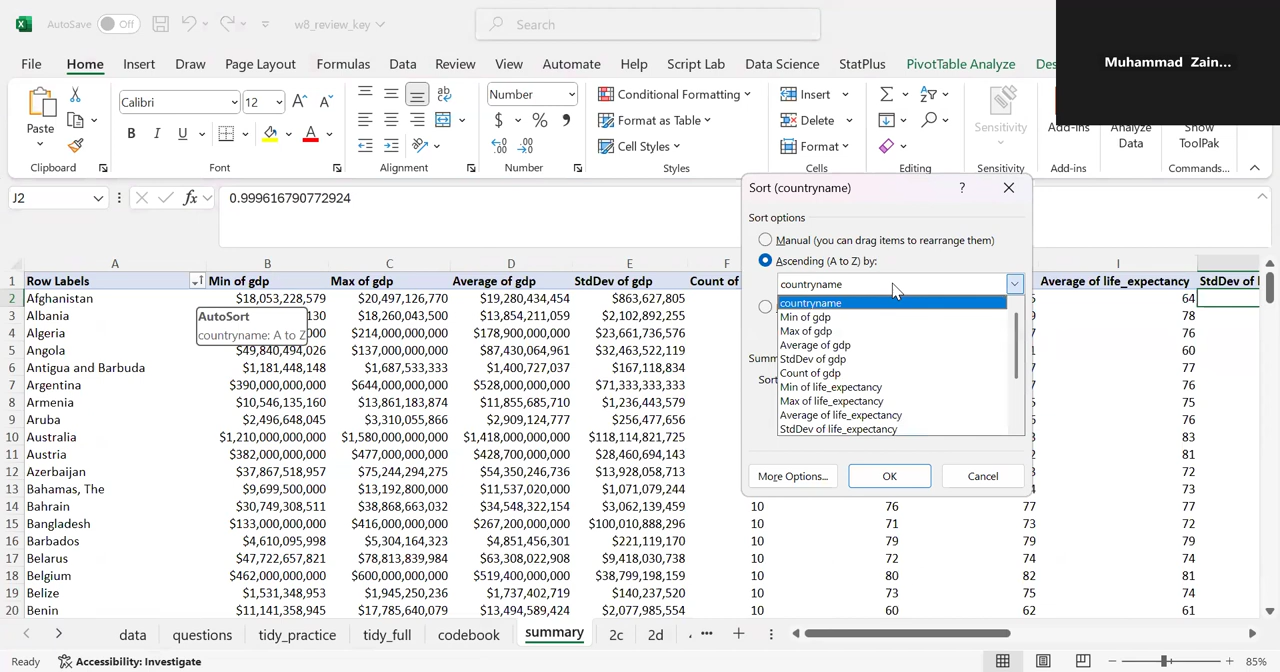 AutoSave Off w8_review_key Search
Muhammad Zain...
File Home Insert Draw Page Layout Formulas Data Review View Automate Help Script Lab Data Science StatPlus PivotTable Analyze
Paste Calibri 12 Number Conditional Formatting Insert Sensitivity Add-ins Analyze Data Show ToolPak
B I U $ % Format as Table Delete
Cell Styles Format
Clipboard Font Alignment Number Styles Cells Editing Sensitivity Add-ins Commands...
J2 fx 0.999616790772924
Sort (countryname) ?
Sort options
Manual (you can drag items to rearrange them)
Ascending (A to Z) by:
countryname
countryname
Min of gdp
Max of gdp
Average of gdp
StdDev of gdp
Count of gdp
Min of life_expectancy
Max of life_expectancy
Average of life_expectancy
StdDev of life_expectancy
More Options... OK Cancel
A B C D E F I
1 Row Labels Min of gdp Max of gdp Average of gdp StdDev of gdp Count of Average of life_expectancy
2 Afghanistan $18,053,228,579 $20,497,126,770 $19,280,434,454 $863,627,805 64
AutoSort
countryname: A to Z
3 Albania 130 $18,260,043,500 $13,854,211,059 $2,102,892,255 78
4 Algeria $214,000,000,000 $178,900,000,000 $23,661,736,576 76
5 Angola $49,840,494,026 $137,000,000,000 $87,430,064,961 $32,463,522,119 60
6 Antigua and Barbuda $1,181,448,148 $1,687,533,333 $1,400,727,037 $167,118,834 77
7 Argentina $390,000,000,000 $644,000,000,000 $528,000,000,000 $71,333,333,333 76
8 Armenia $10,546,135,160 $13,861,183,874 $11,855,685,710 $1,236,443,579 75
9 Aruba $2,496,648,045 $3,310,055,866 $2,909,124,777 $256,477,656 76
10 Australia $1,210,000,000,000 $1,580,000,000,000 $1,418,000,000,000 $118,114,821,725 83
11 Austria $382,000,000,000 $477,000,000,000 $428,700,000,000 $28,460,694,143 81
12 Azerbaijan $37,867,518,957 $75,244,294,275 $54,350,246,736 $13,928,058,713 72
13 Bahamas, The $9,699,500,000 $13,192,800,000 $11,537,020,000 $1,071,079,244 73
14 Bahrain $30,749,308,511 $38,868,663,032 $34,548,322,154 $3,062,139,459 10 76 77 77
15 Bangladesh $133,000,000,000 $416,000,000,000 $267,200,000,000 $100,010,888,296 10 71 73 72
16 Barbados $4,610,095,998 $5,304,164,323 $4,851,456,301 $221,119,170 10 79 79 79
17 Belarus $47,722,657,821 $78,813,839,984 $63,308,022,908 $9,418,030,738 10 72 74 74
18 Belgium $462,000,000,000 $600,000,000,000 $519,400,000,000 $38,799,198,159 10 80 82 81
19 Belize $1,531,348,953 $1,945,250,236 $1,737,402,719 $137,240,520 10 73 75 74
20 Benin $11,141,358,945 $17,785,640,079 $13,494,589,424 $2,077,985,554 10 60 62 61
data questions tidy_practice tidy_full codebook summary 2c 2d ...
Ready Accessibility: Investigate 85%